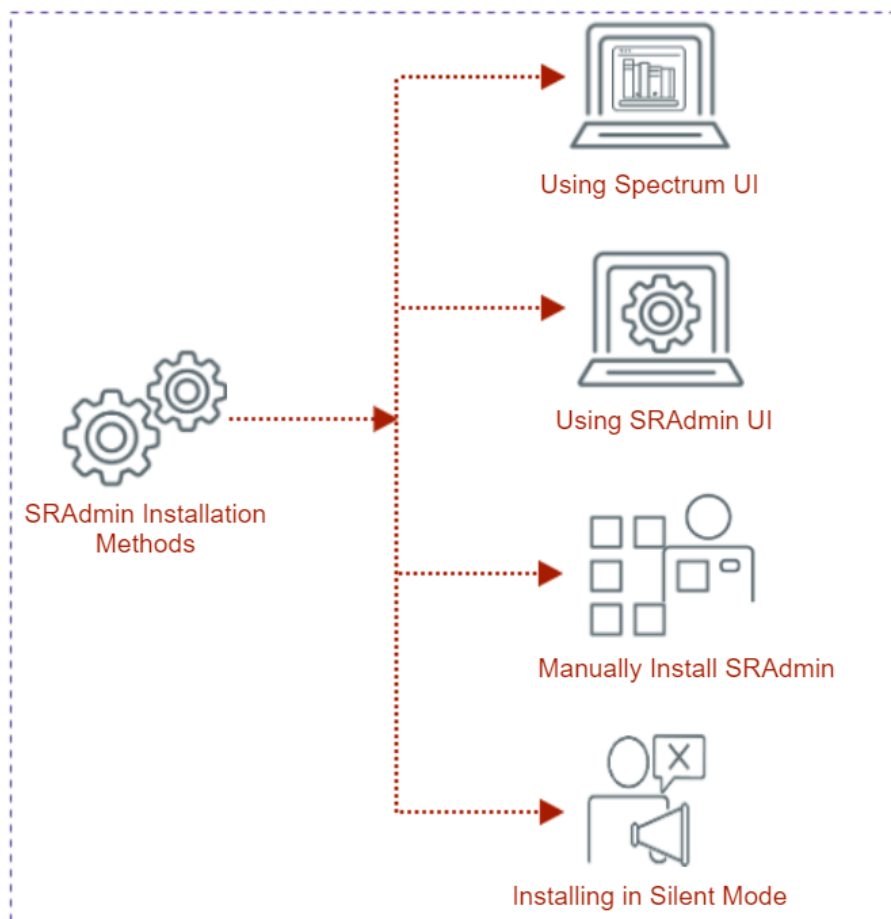 Using Spectrum UI
Using SRAdmin UI
SRAdmin Installation
Methods
Manually Install SRAdmin
Installing in Silent Mode